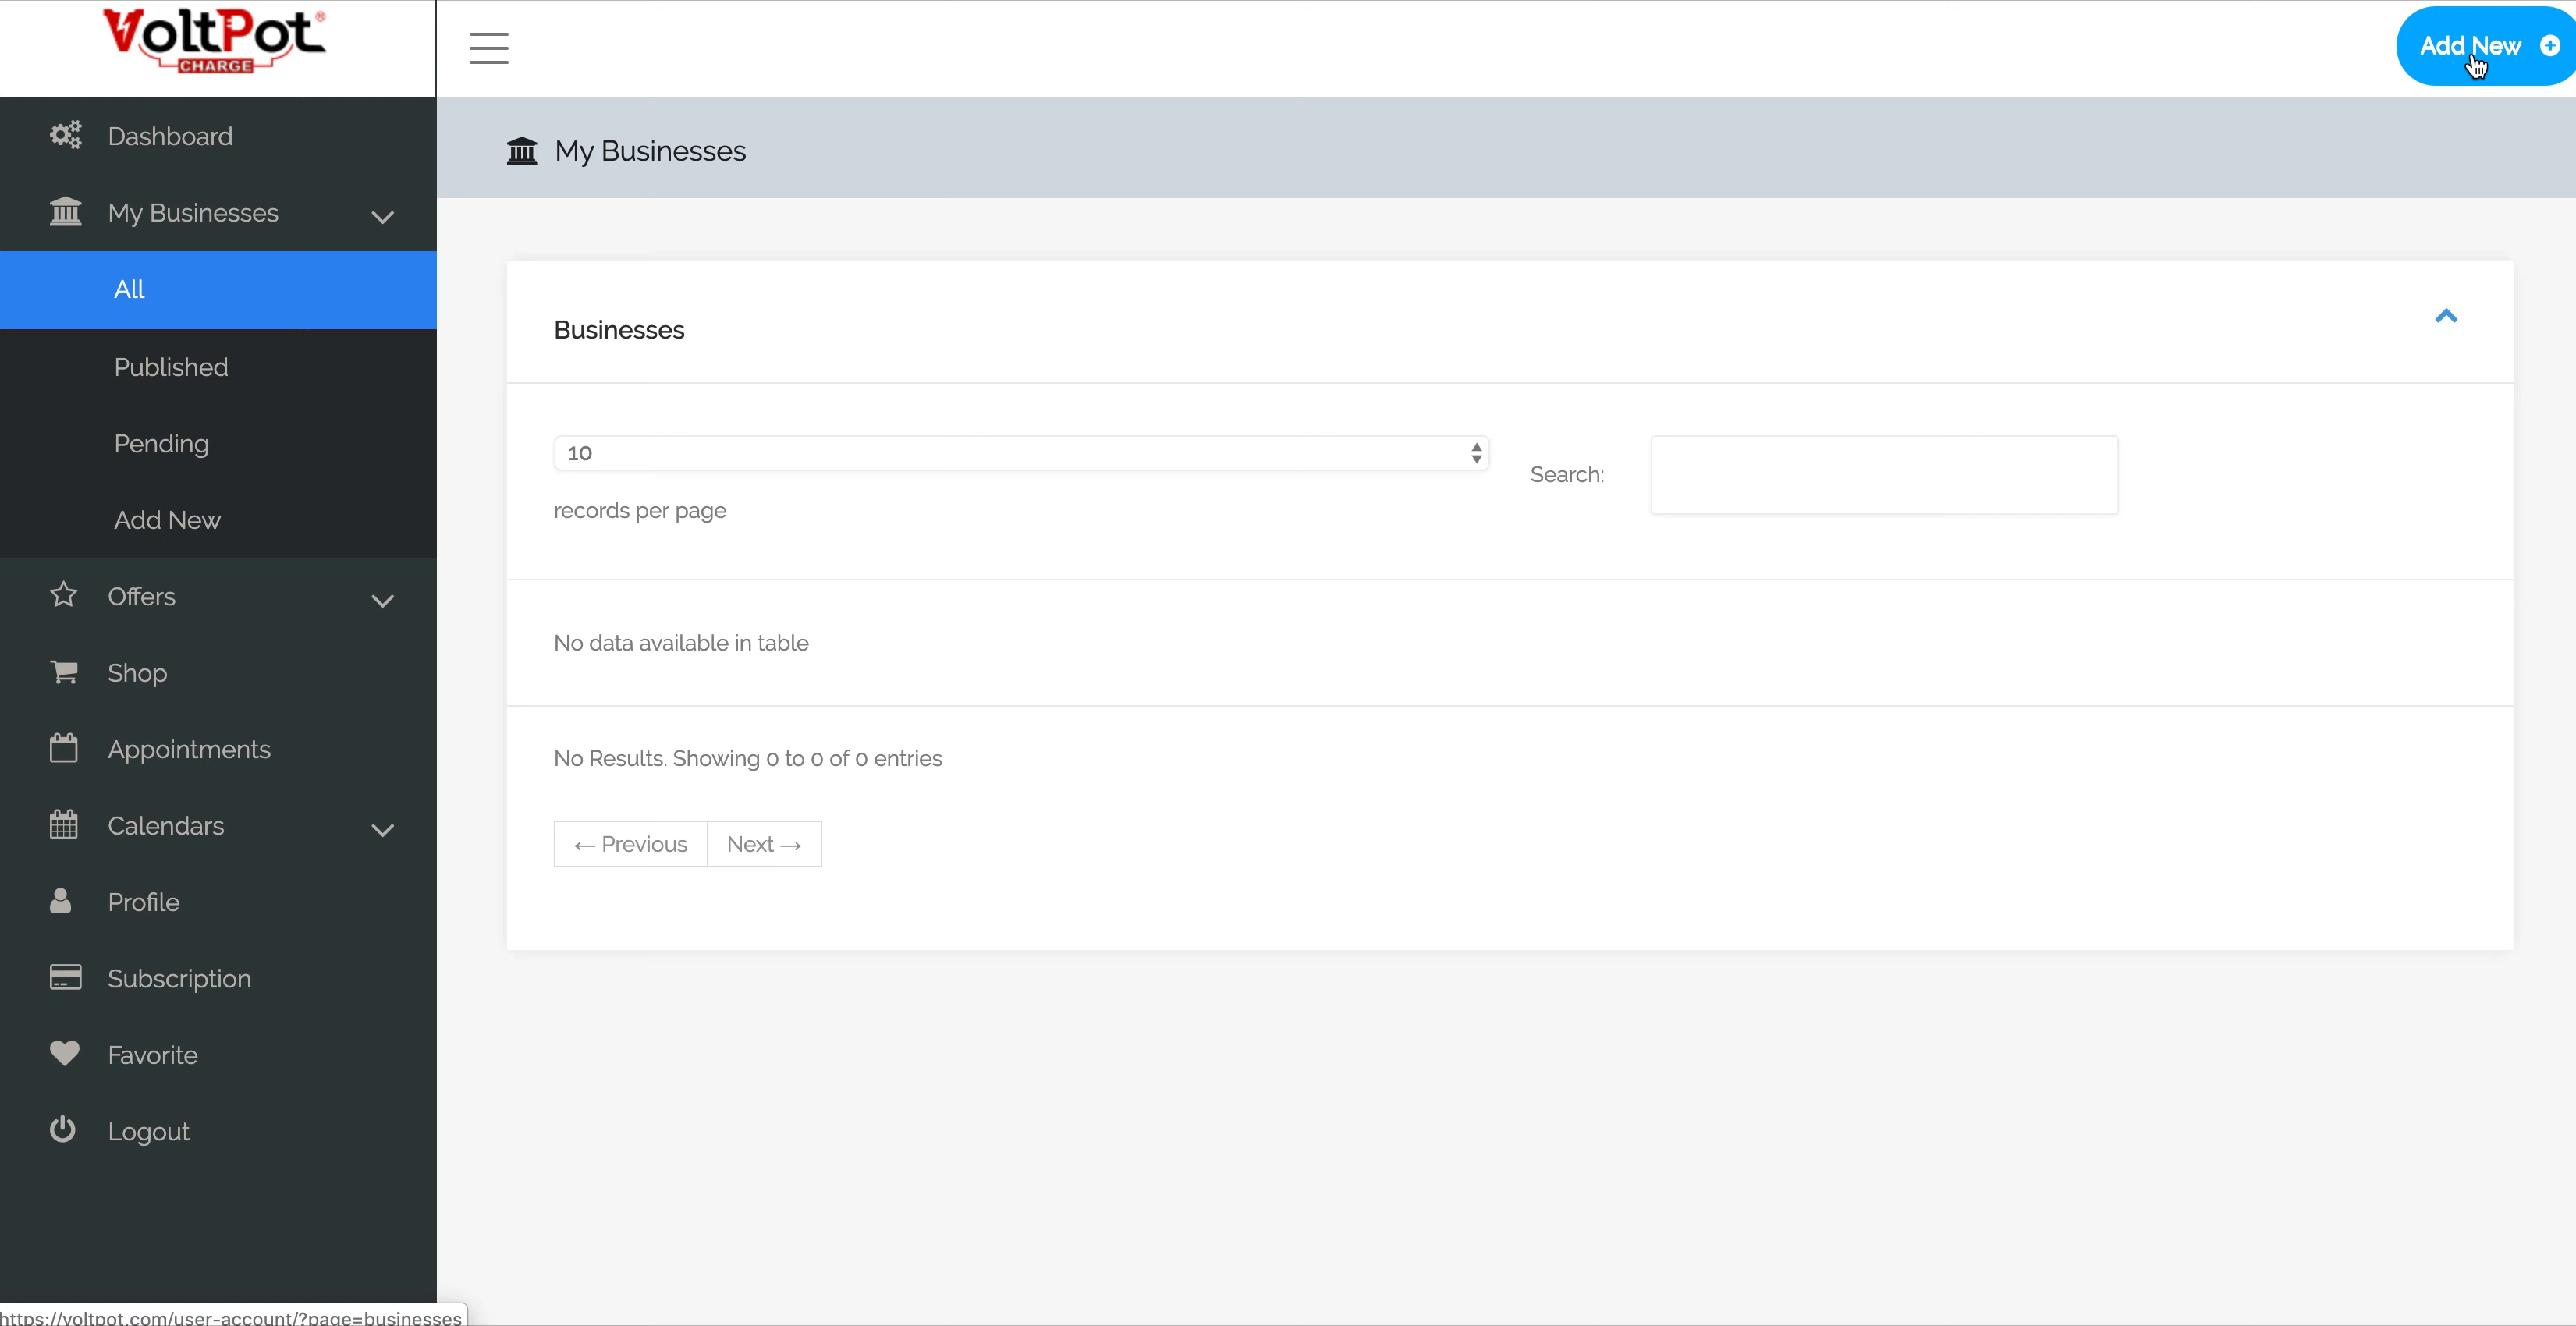 VoltPot®
CHARGE
Add New
Dashboard
My Businesses
All
Published
Pending
Add New
Offers
Shop
Appointments
Calendars
Profile
Subscription
Favorite
Logout
My Businesses
Businesses
10
records per page
Search:
No data available in table
No Results. Showing 0 to 0 of 0 entries
← Previous Next →
https://voltpot.com/user-account/?page=businesses